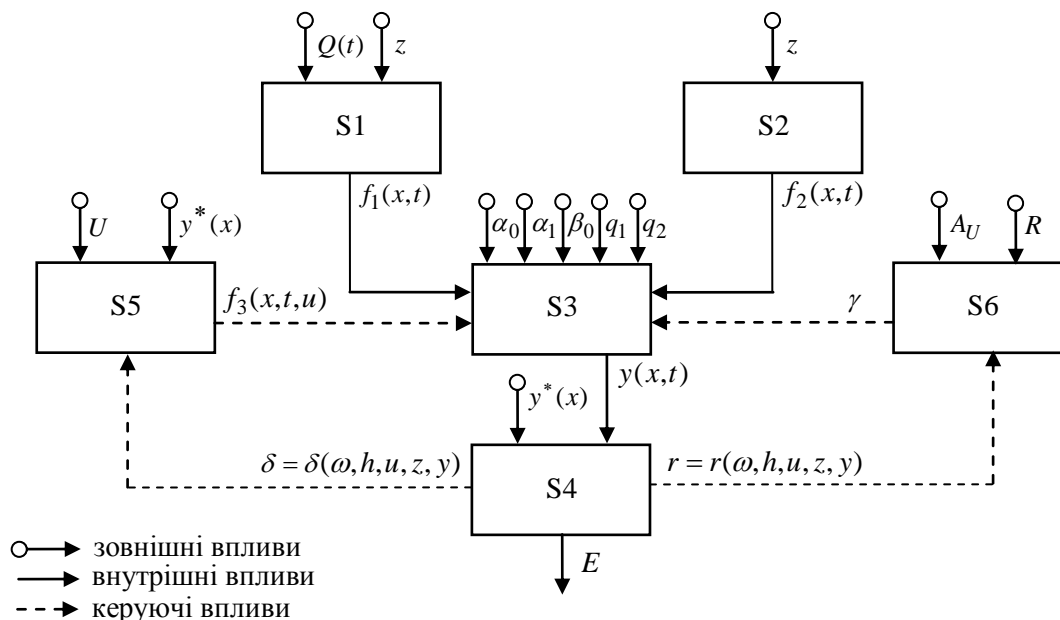 Q(t) z z
S1 S2
f₁(x,t) f₂(x,t)
U y*(x) α₀ α₁ β₀ q₁ q₂ A_U R
S5 f₃(x,t,u) S3 γ S6
y(x,t)
y*(x)
δ = δ(ω,h,u,z,y) S4 r = r(ω,h,u,z,y)
E
зовнішні впливи
внутрішні впливи
керуючі впливи